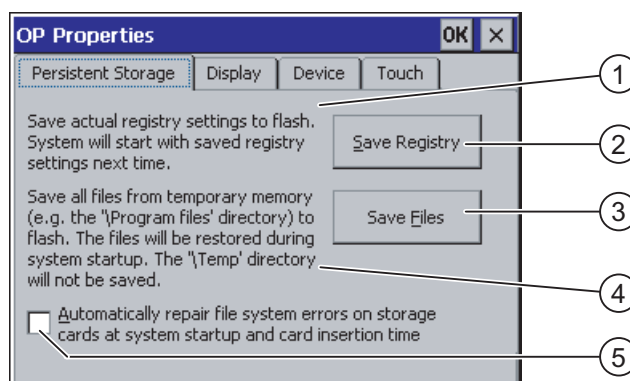 OP Properties OK ×
Persistent Storage Display Device Touch
1
Save actual registry settings to flash.
System will start with saved registry
settings next time.
Save Registry
2
Save all files from temporary memory
(e.g. the '\Program files' directory) to
flash. The files will be restored during
system startup. The '\Temp' directory
will not be saved.
Save Files
3
4
Automatically repair file system errors on storage
cards at system startup and card insertion time
5